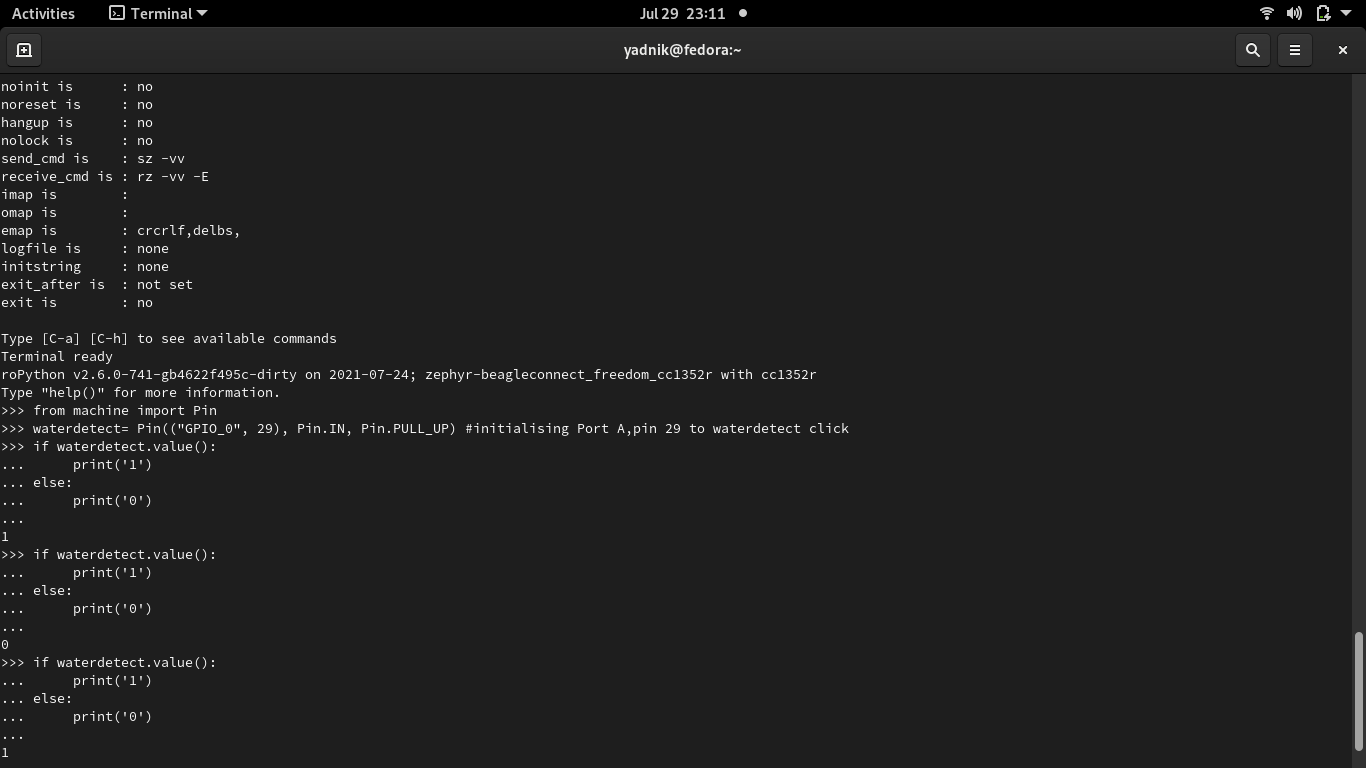 Activities Terminal Jul 29 23:11
yadnik@fedora:~
noinit is      : no
noreset is     : no
hangup is      : no
nolock is      : no
send_cmd is    : sz -vv
receive_cmd is : rz -vv -E
imap is        :
omap is        :
emap is        : crcrlf,delbs,
logfile is     : none
initstring     : none
exit_after is  : not set
exit is        : no

Type [C-a] [C-h] to see available commands
Terminal ready
roPython v2.6.0-741-gb4622f495c-dirty on 2021-07-24; zephyr-beagleconnect_freedom_cc1352r with cc1352r
Type "help()" for more information.
>>> from machine import Pin
>>> waterdetect= Pin(("GPIO_0", 29), Pin.IN, Pin.PULL_UP) #initialising Port A,pin 29 to waterdetect click
>>> if waterdetect.value():
...      print('1')
... else:
...      print('0')
...
1
>>> if waterdetect.value():
...      print('1')
... else:
...      print('0')
...
0
>>> if waterdetect.value():
...      print('1')
... else:
...      print('0')
...
1